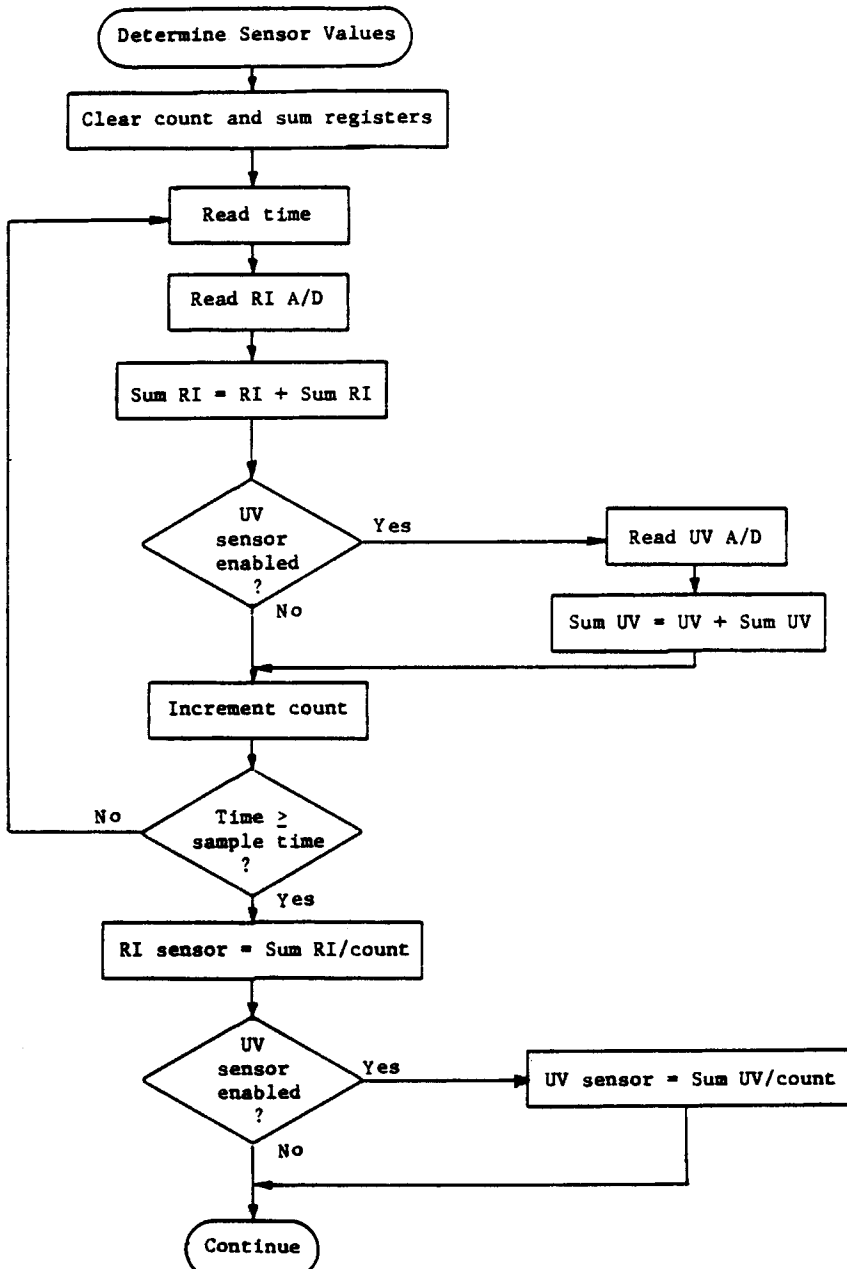 Determine Sensor Values
Clear count and sum registers
Read time
Read RI A/D
Sum RI = RI + Sum RI
UV
sensor
enabled
?
Yes
No
Read UV A/D
Sum UV = UV + Sum UV
Increment count
Time ≥
sample time
?
No
Yes
RI sensor = Sum RI/count
UV
sensor
enabled
?
Yes
No
UV sensor = Sum UV/count
Continue